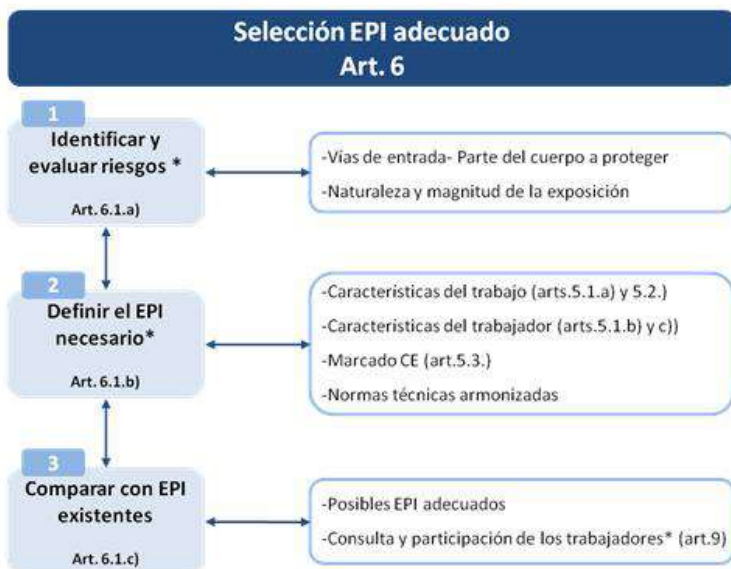 Selección EPI adecuado
Art. 6
1
Identificar y
evaluar riesgos *
Art. 6.1.a)
-Vías de entrada- Parte del cuerpo a proteger
-Naturaleza y magnitud de la exposición
2
Definir el EPI
necesario*
Art. 6.1.b)
-Características del trabajo (arts.5.1.a) y 5.2.)
-Características del trabajador (arts.5.1.b) y c))
-Marcado CE (art.5.3.)
-Normas técnicas armonizadas
3
Comparar con EPI
existentes
Art. 6.1.c)
-Posibles EPI adecuados
-Consulta y participación de los trabajadores* (art.9)